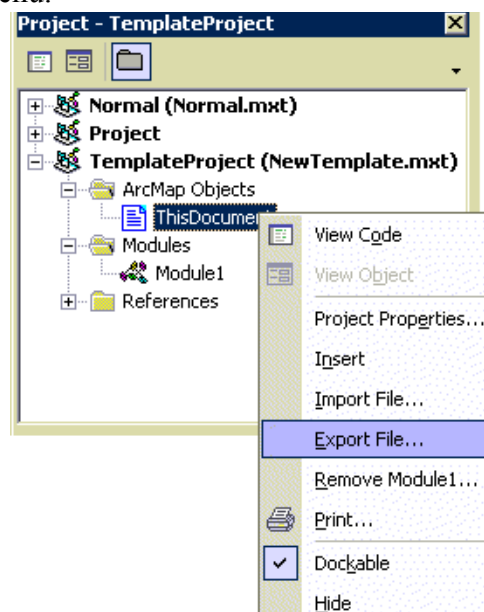 Project - TemplateProject
Normal (Normal.mxt)
Project
TemplateProject (NewTemplate.mxt)
ArcMap Objects
ThisDocument
Modules
Module1
References
View Code
View Object
Project Properties...
Insert
Import File...
Export File...
Remove Module1...
Print...
Dockable
Hide